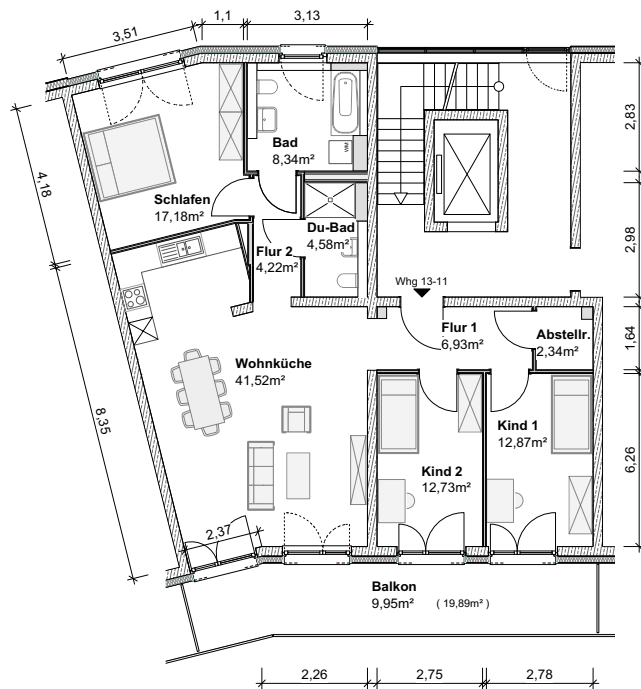 3,51
1,1
3,13
4,18
8,35
2,83
2,98
1,64
6,26
Bad
8,34m²
WM
Schlafen
17,18m²
Du-Bad
4,58m²
Flur 2
4,22m²
Whg 13-11
Flur 1
6,93m²
Abstellr.
2,34m²
Wohnküche
41,52m²
Kind 1
12,87m²
Kind 2
12,73m²
2,37
Balkon
9,95m² ( 19,89m² )
2,26
2,75
2,78